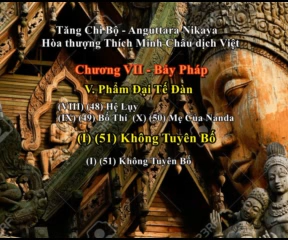 Tăng Chi Bộ - Anguttara Nikaya
Hòa thượng Thích Minh Châu dịch Việt
Chương VII - Bảy Pháp
V. Phẩm Đại Tế Đàn
(VIII) (48) Hệ Lụy
(IX) (49) Bố Thí (X) (50) Mẹ Của Nanda
(I) (51) Không Tuyên Bố
(I) (51) Không Tuyên Bố